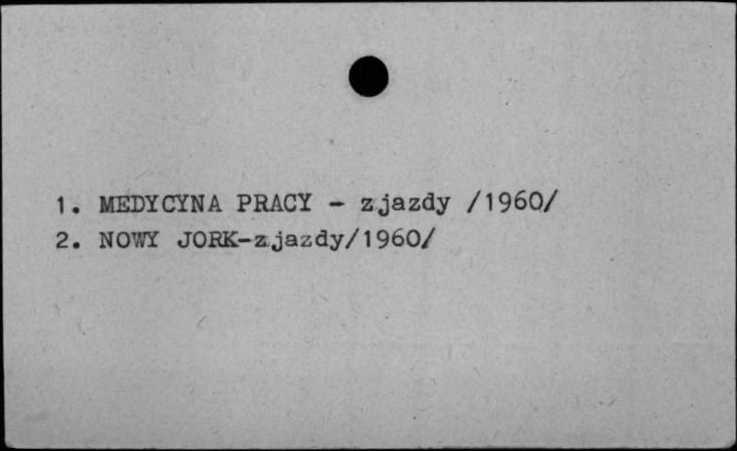 1. MEDYCYNA PRACY - zjazdy /1960/
2. NOWY JORK-zjazdy/1960/